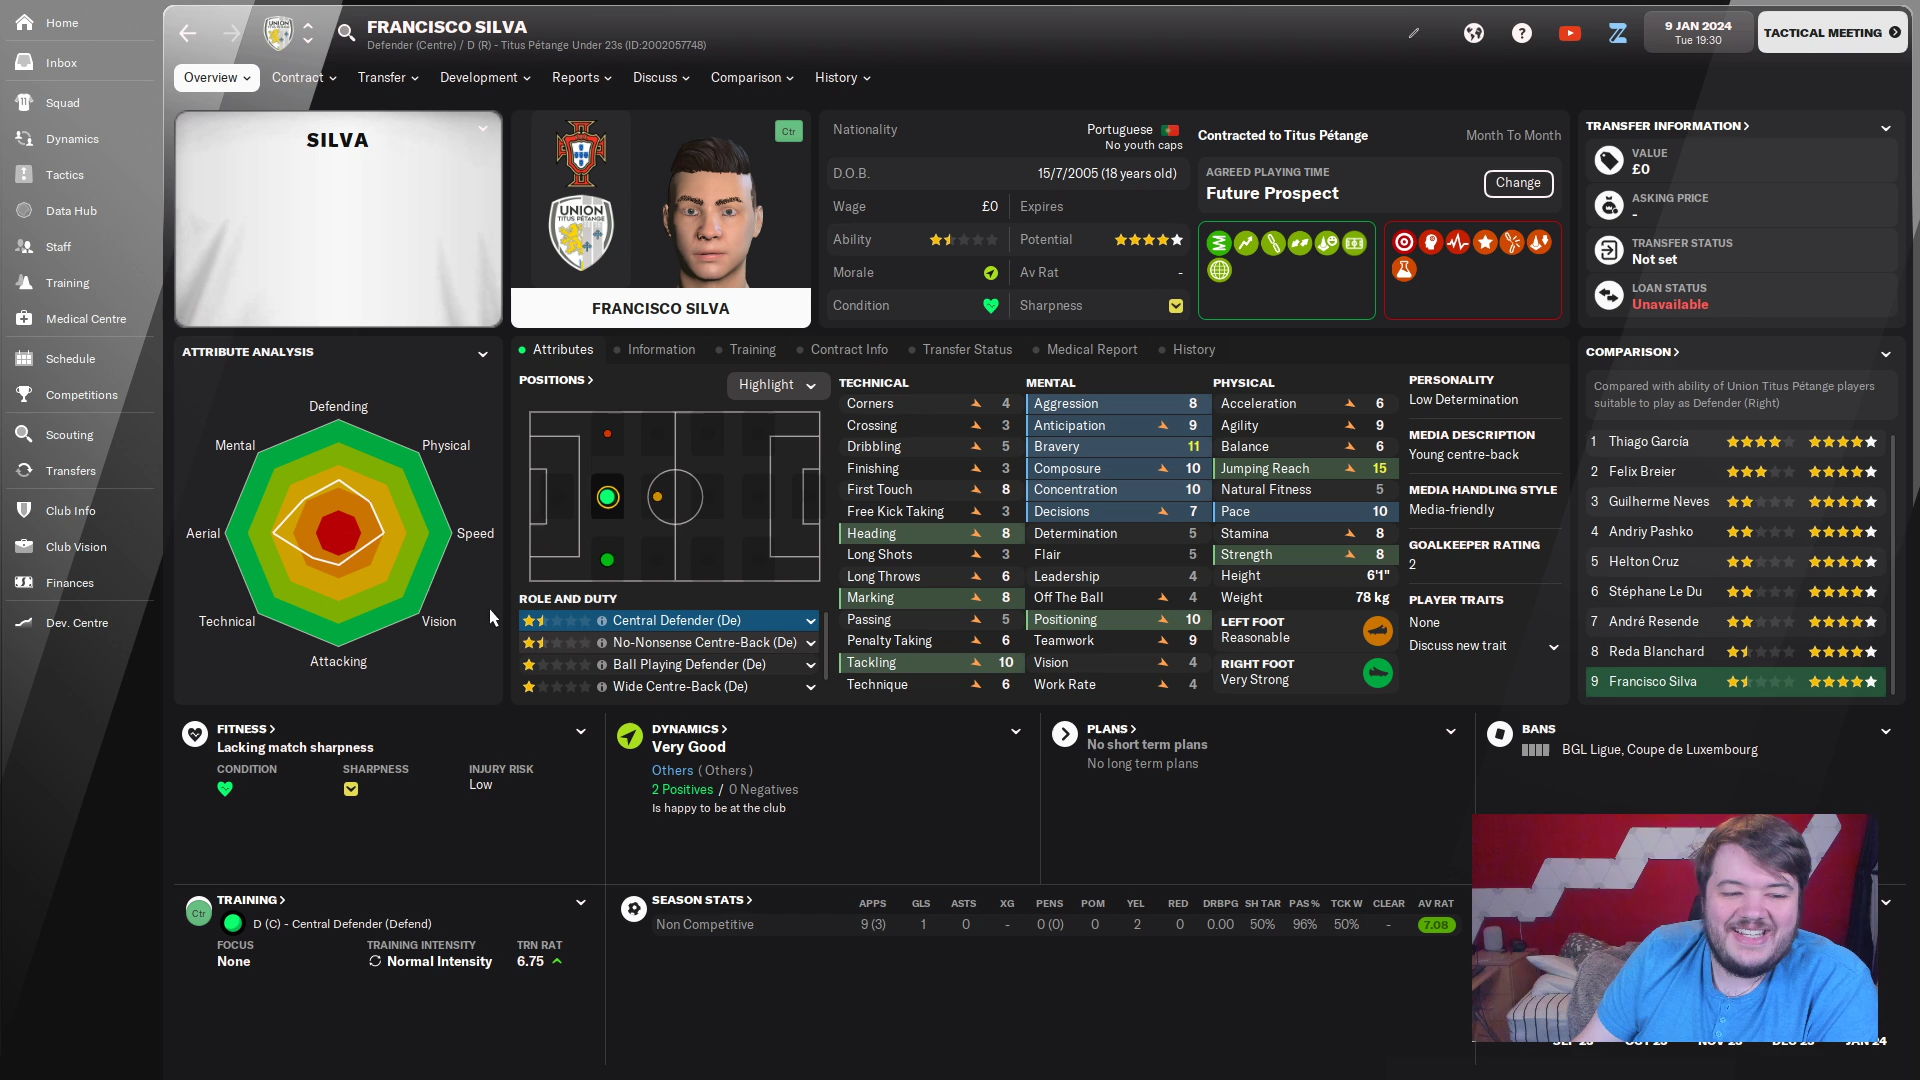 Home
Inbox
Squad
Dynamics
Tactics
Data Hub
Staff
Training
Medical Centre
Schedule
Competitions
Scouting
Transfers
Club Info
Club Vision
Finances
Dev. Centre
FRANCISCO SILVA
Defender (Centre) / D (R) - Titus Pétange Under 23s (ID:2002057748)
9 JAN 2024
Tue 19:30
TACTICAL MEETING
Overview Contract Transfer Development Reports Discuss Comparison History
SILVA
UNION
TITUS PÉTANGE
Ctr
FRANCISCO SILVA
Nationality Portuguese
No youth caps
D.O.B. 15/7/2005 (18 years old)
Wage £0 Expires
Ability Potential
Morale Av Rat -
Condition Sharpness
Contracted to Titus Pétange Month To Month
AGREED PLAYING TIME
Future Prospect
Change
TRANSFER INFORMATION >
VALUE
£0
ASKING PRICE
-
TRANSFER STATUS
Not set
LOAN STATUS
Unavailable
ATTRIBUTE ANALYSIS
Defending
Mental Physical
Aerial Speed
Technical Vision
Attacking
Attributes Information Training Contract Info Transfer Status Medical Report History
POSITIONS >
Highlight
ROLE AND DUTY
Central Defender (De)
No-Nonsense Centre-Back (De)
Ball Playing Defender (De)
Wide Centre-Back (De)
TECHNICAL
Corners 4
Crossing 3
Dribbling 5
Finishing 3
First Touch 8
Free Kick Taking 3
Heading 8
Long Shots 3
Long Throws 6
Marking 8
Passing 5
Penalty Taking 6
Tackling 10
Technique 6
MENTAL
Aggression 8
Anticipation 9
Bravery 11
Composure 10
Concentration 10
Decisions 7
Determination 5
Flair 5
Leadership 4
Off The Ball 4
Positioning 10
Teamwork 9
Vision 4
Work Rate 4
PHYSICAL
Acceleration 6
Agility 9
Balance 6
Jumping Reach 15
Natural Fitness 5
Pace 10
Stamina 8
Strength 8
Height 6'1"
Weight 78 kg
LEFT FOOT
Reasonable
RIGHT FOOT
Very Strong
PERSONALITY
Low Determination
MEDIA DESCRIPTION
Young centre-back
MEDIA HANDLING STYLE
Media-friendly
GOALKEEPER RATING
2
PLAYER TRAITS
None
Discuss new trait
COMPARISON >
Compared with ability of Union Titus Pétange players
suitable to play as Defender (Right)
1 Thiago García
2 Felix Breier
3 Guilherme Neves
4 Andriy Pashko
5 Helton Cruz
6 Stéphane Le Du
7 André Resende
8 Reda Blanchard
9 Francisco Silva
FITNESS >
Lacking match sharpness
CONDITION SHARPNESS INJURY RISK
Low
DYNAMICS >
Very Good
Others ( Others )
2 Positives / 0 Negatives
Is happy to be at the club
PLANS >
No short term plans
No long term plans
BANS
BGL Ligue, Coupe de Luxembourg
Ctr
TRAINING >
D (C) - Central Defender (Defend)
FOCUS TRAINING INTENSITY TRN RAT
None Normal Intensity 6.75
SEASON STATS > APPS GLS ASTS XG PENS POM YEL RED DRBPG SH TAR PAS% TCK W CLEAR AV RAT
Non Competitive 9 (3) 1 0 - 0 (0) 0 2 0 0.00 50% 96% 50% - 7.08